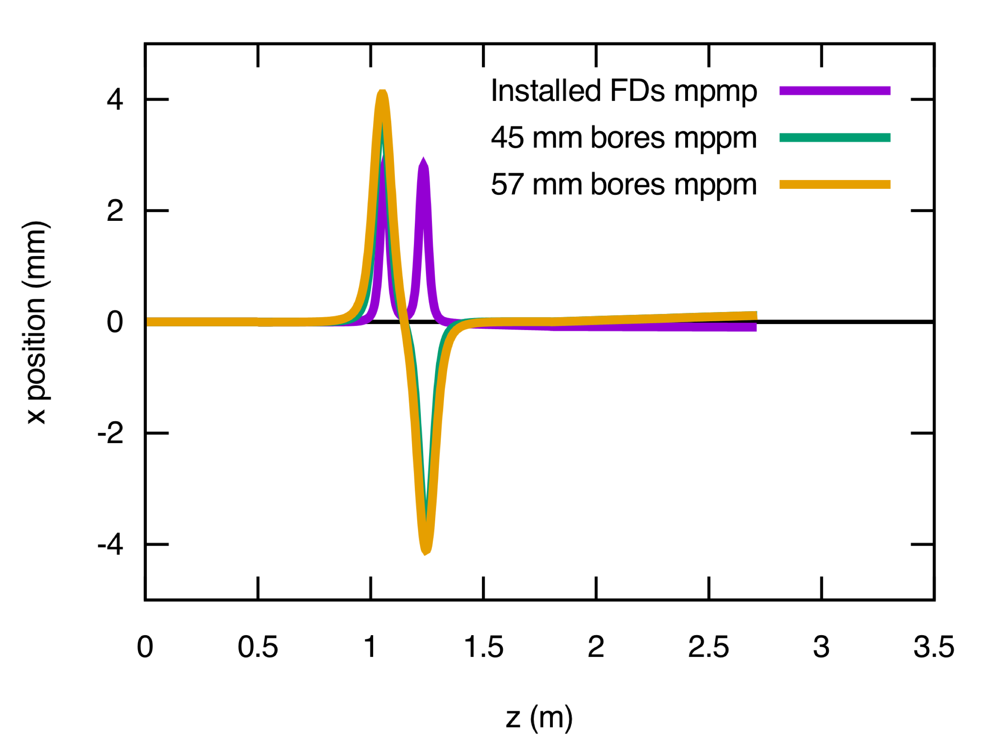 Installed FDs mpmp
45 mm bores mppm
57 mm bores mppm
4
2
0
-2
-4
x position (mm)
0 0.5 1 1.5 2 2.5 3 3.5
z (m)